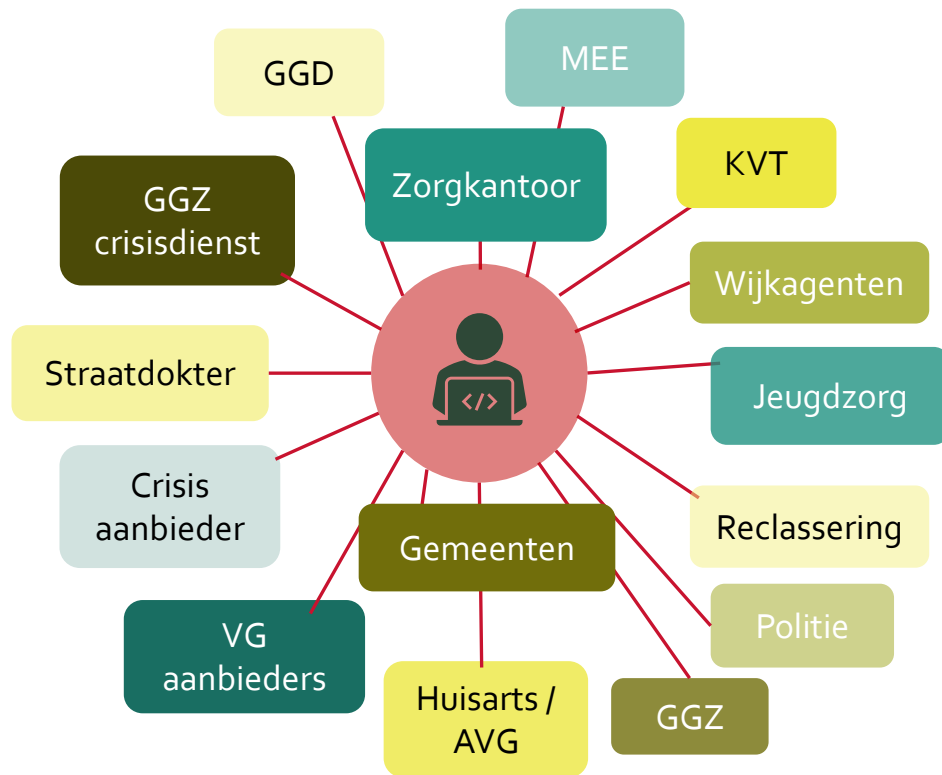 MEE
GGD
KVT
Zorgkantoor
GGZ
crisisdienst
Wijkagenten
Straatdokter
</>
Jeugdzorg
Crisis
aanbieder
Reclassering
Gemeenten
Politie
VG
aanbieders
Huisarts /
AVG
GGZ